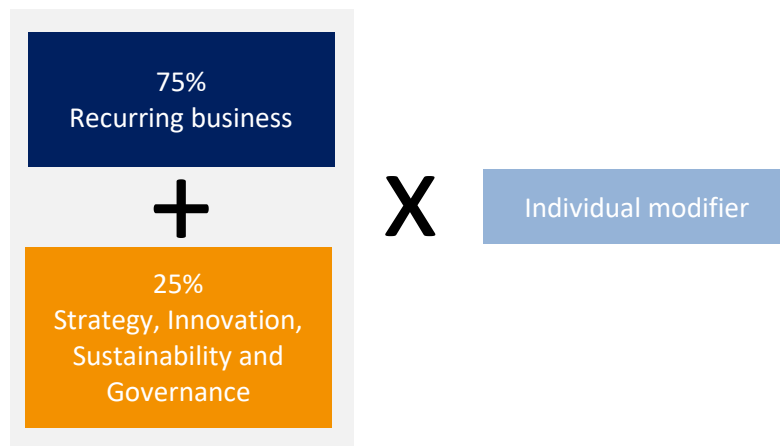 75%
Recurring business
+
X
Individual modifier
25%
Strategy, Innovation,
Sustainability and
Governance